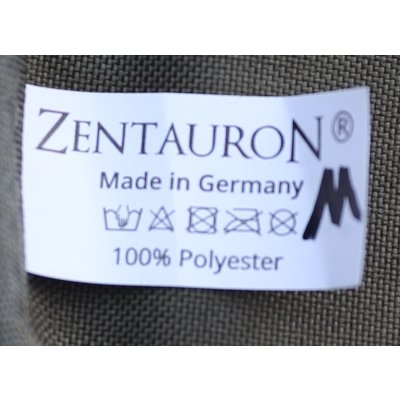 ZENTAURON®
Made in Germany
M
100% Polyester